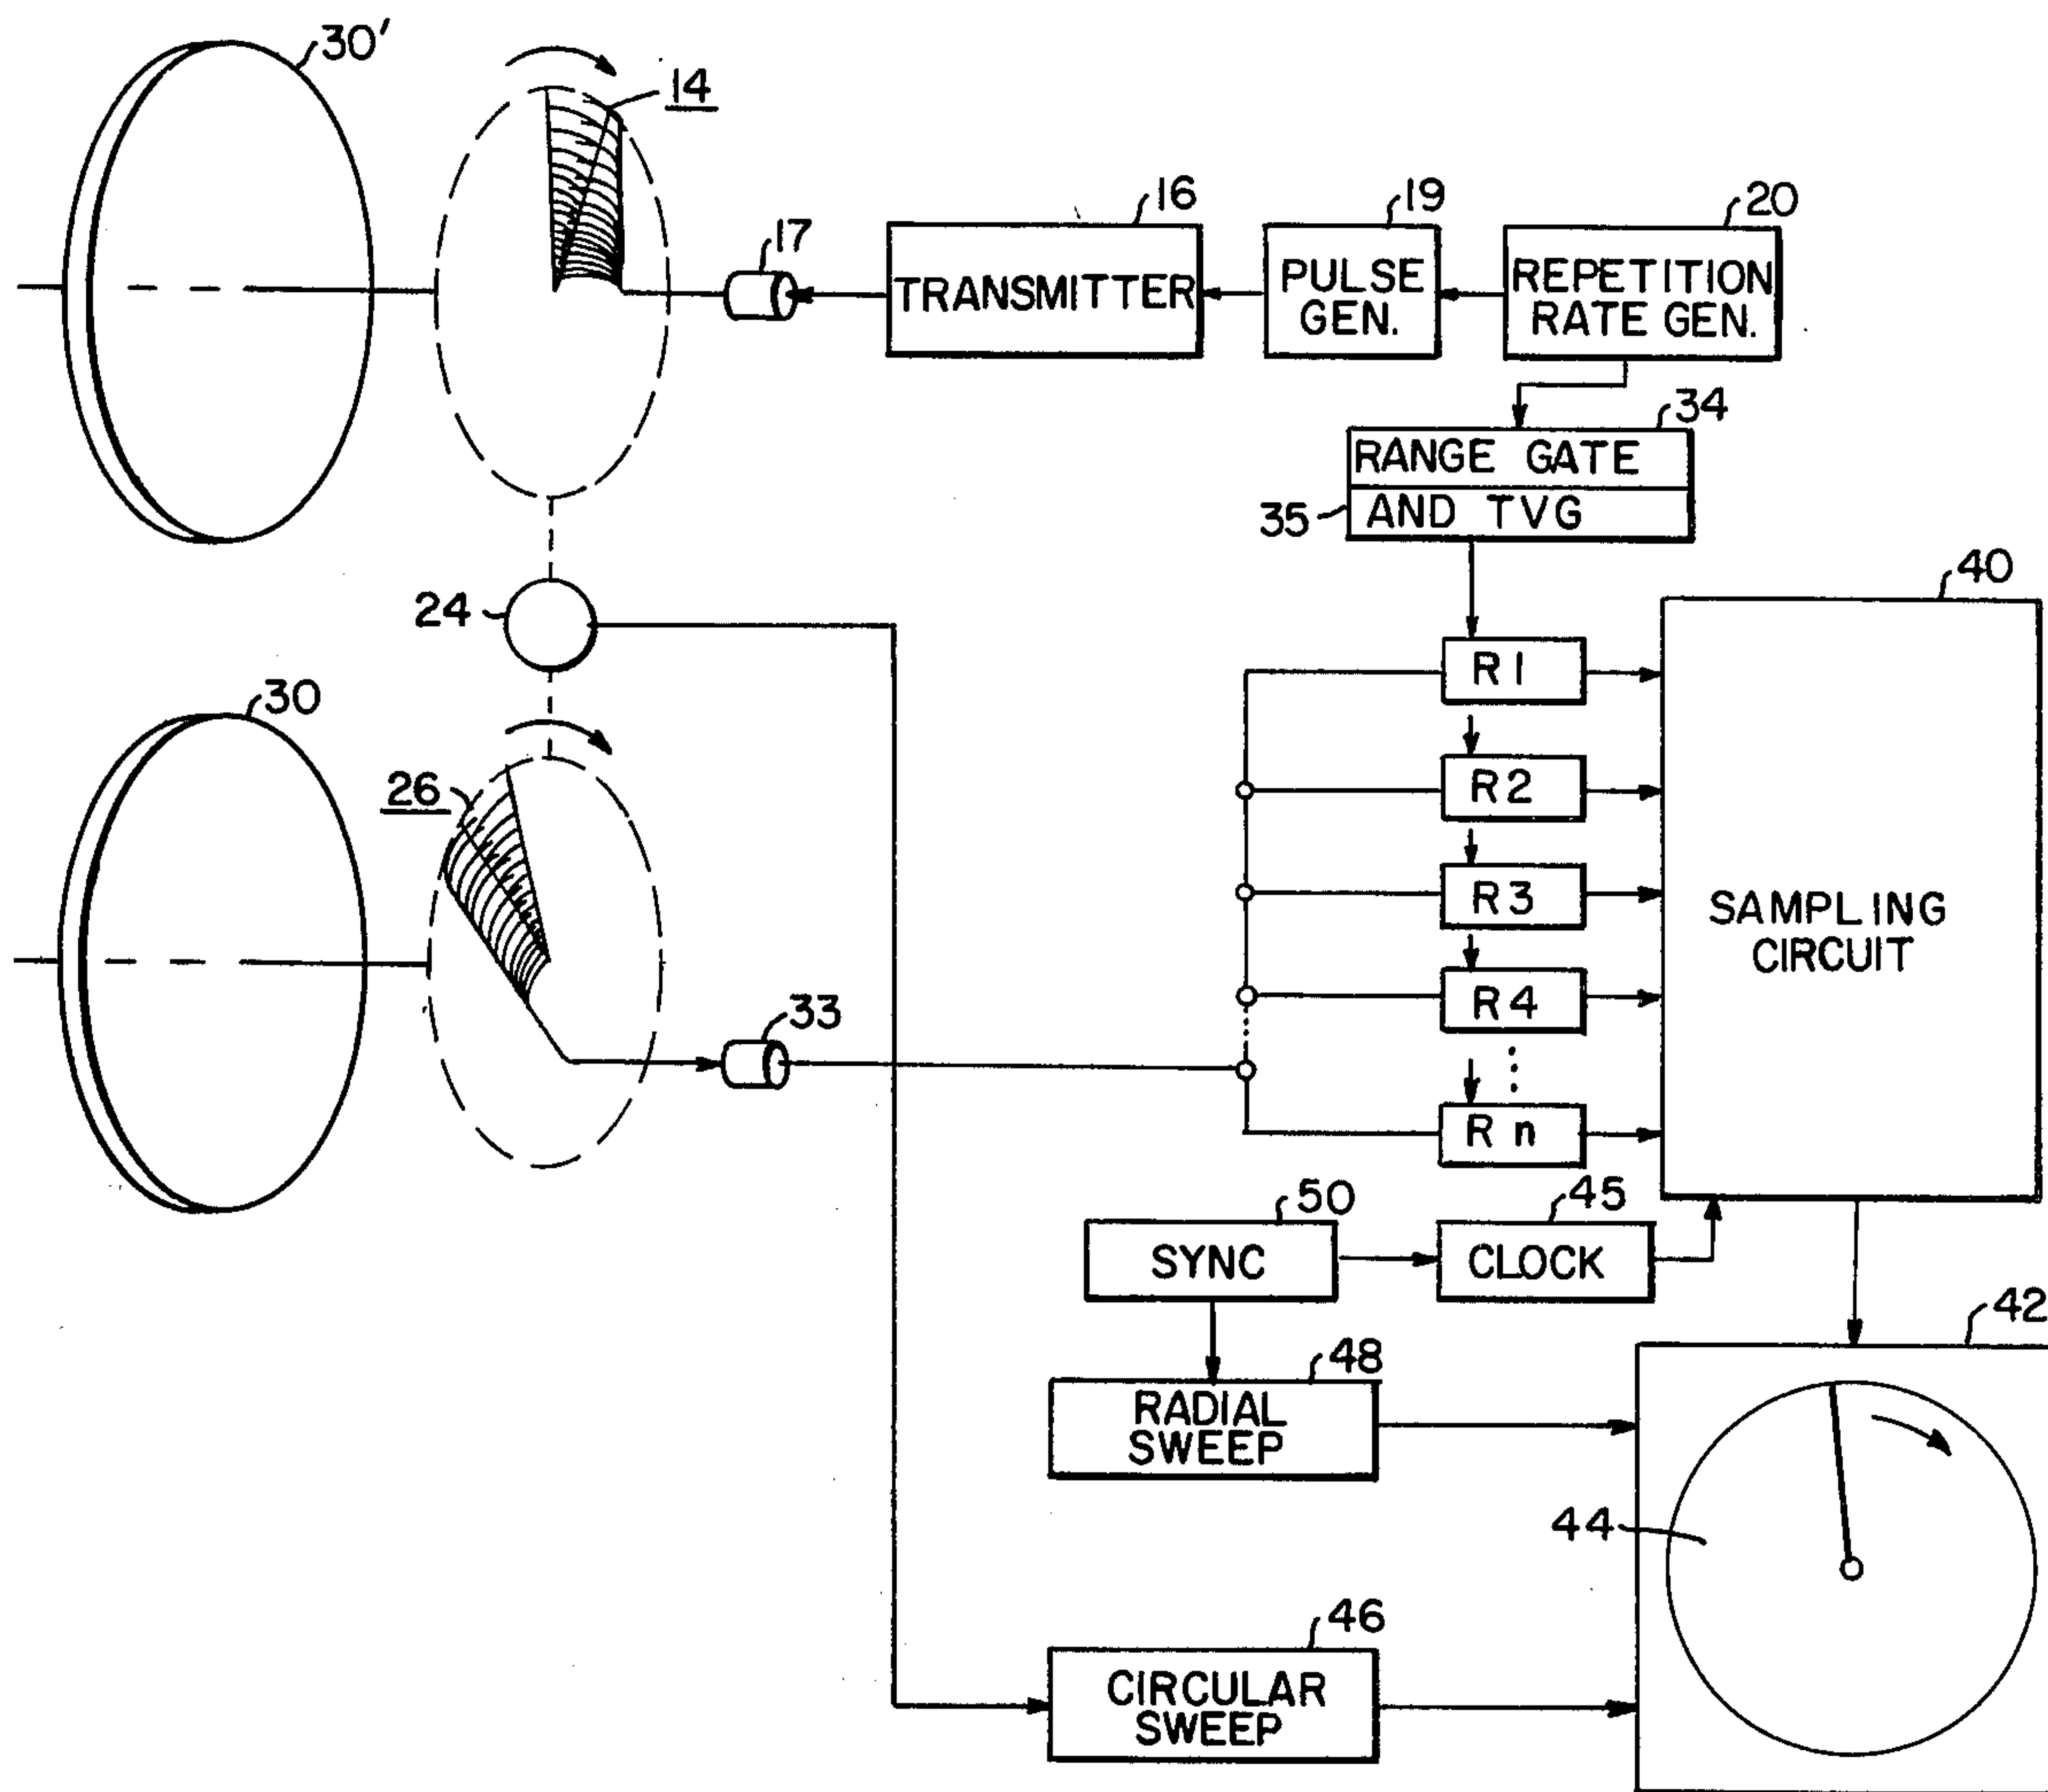 30'
14
17
16
19
20
TRANSMITTER
PULSE
GEN.
REPETITION
RATE GEN.
34
RANGE GATE
35
AND TVG
24
40
R1
30
26
R2
R3
SAMPLING
CIRCUIT
R4
33
Rn
50
45
SYNC
CLOCK
42
48
RADIAL
SWEEP
44
46
CIRCULAR
SWEEP